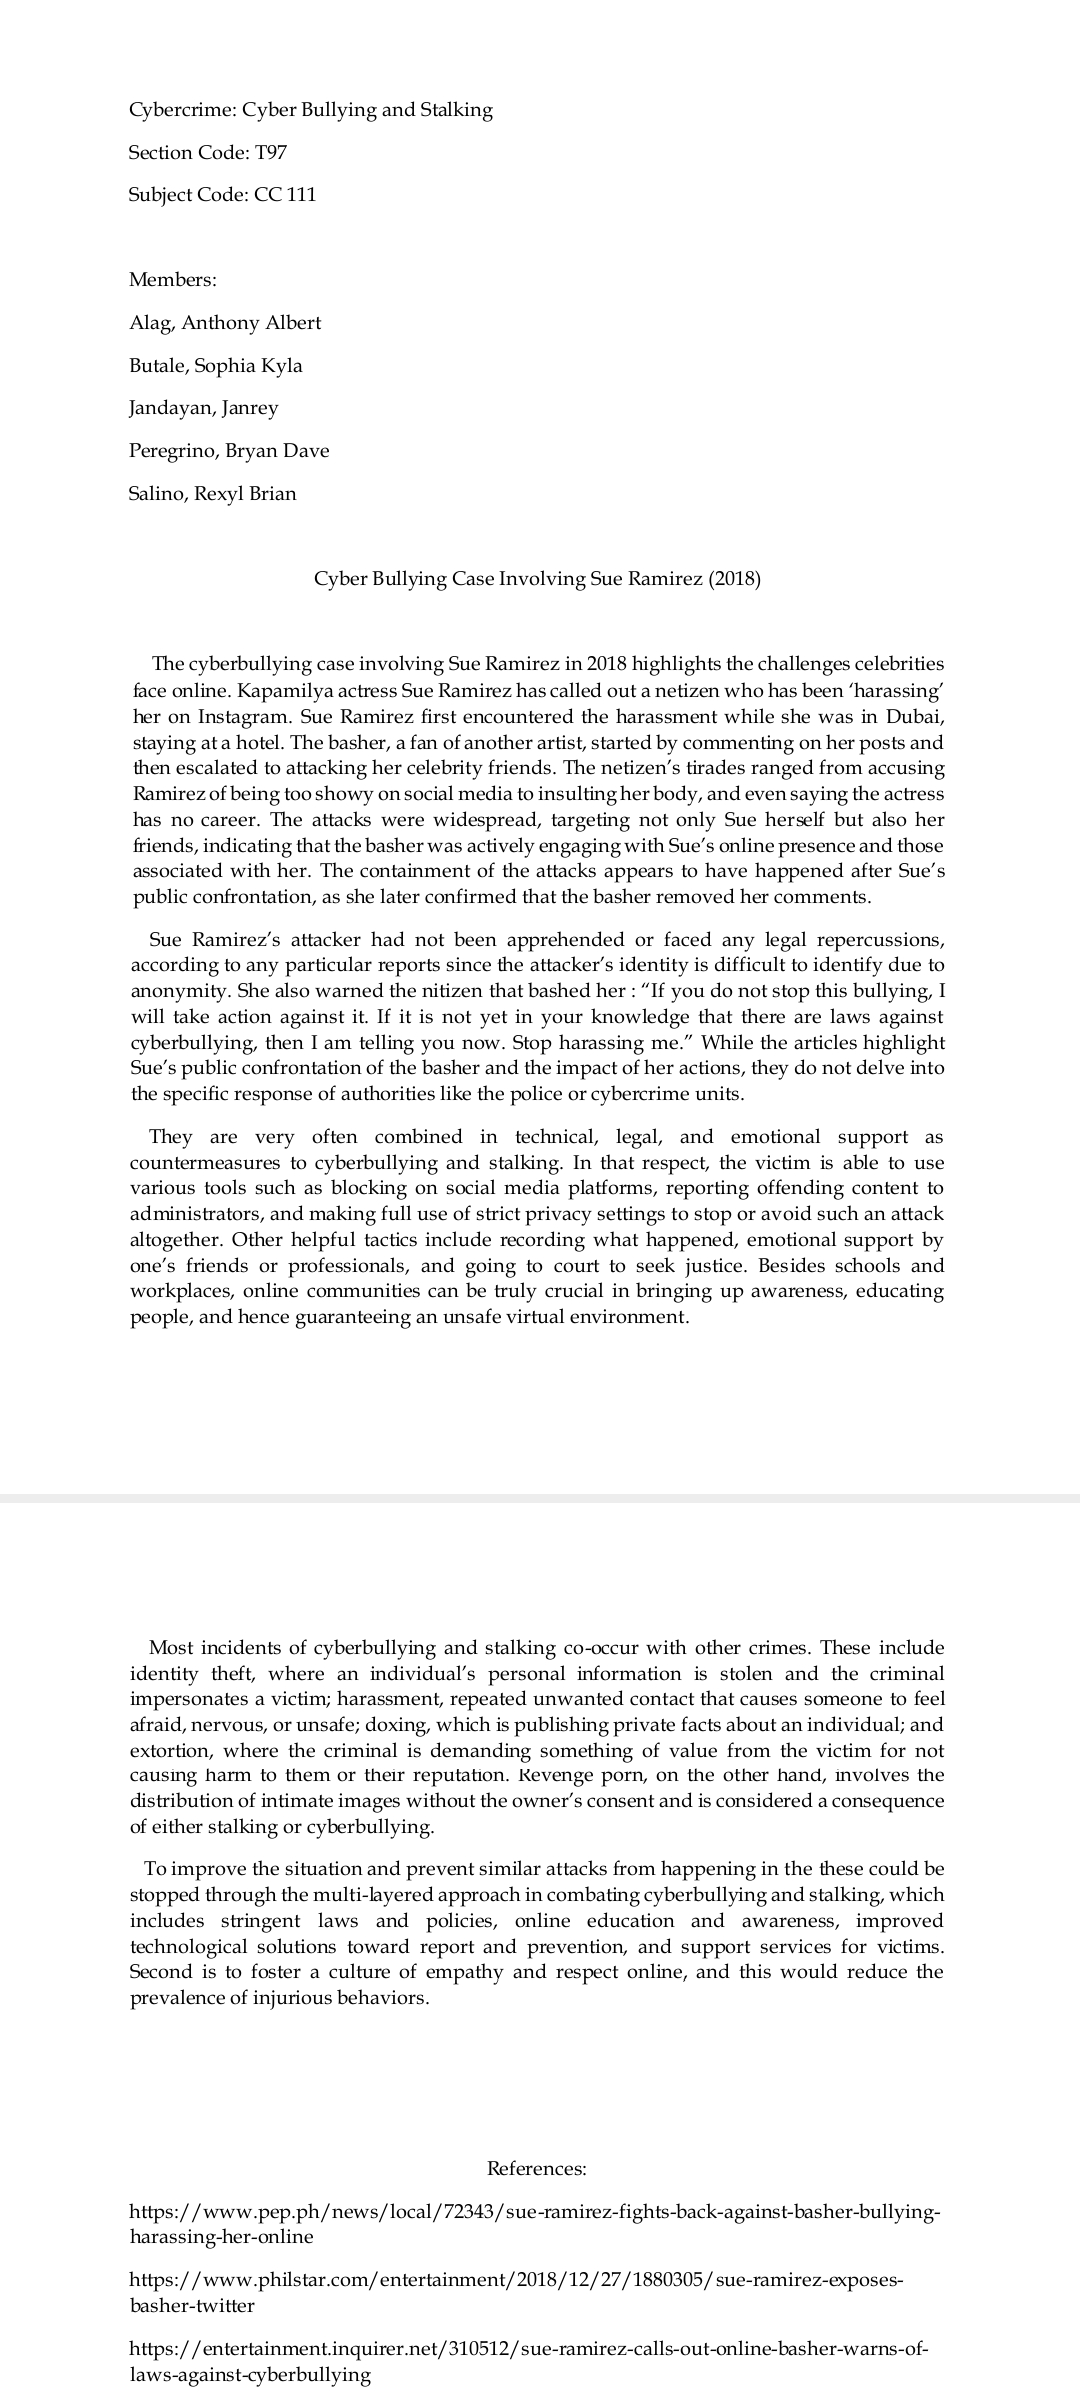 Cybercrime: Cyber Bullying and Stalking
Section Code: T97
Subject Code: CC 111
Members:
Alag, Anthony Albert
Butale, Sophia Kyla
Jandayan, Janrey
Peregrino, Bryan Dave
Salino, Rexyl Brian
Cyber Bullying Case Involving Sue Ramirez (2018)
The cyberbullying case involving Sue Ramirez in 2018 highlights the challenges celebrities
face online. Kapamilya actress Sue Ramirez has called out a netizen who has been ‘harassing’
her on Instagram. Sue Ramirez first encountered the harassment while she was in Dubai,
staying at a hotel. The basher, a fan of another artist, started by commenting on her posts and
then escalated to attacking her celebrity friends. The netizen’s tirades ranged from accusing
Ramirez of being too showy on social media to insulting her body, and even saying the actress
has no career. The attacks were widespread, targeting not only Sue herself but also her
friends, indicating that the basher was actively engaging with Sue’s online presence and those
associated with her. The containment of the attacks appears to have happened after Sue’s
public confrontation, as she later confirmed that the basher removed her comments.
Sue Ramirez’s attacker had not been apprehended or faced any legal repercussions,
according to any particular reports since the attacker’s identity is difficult to identify due to
anonymity. She also warned the nitizen that bashed her : “If you do not stop this bullying, I
will take action against it. If it is not yet in your knowledge that there are laws against
cyberbullying, then I am telling you now. Stop harassing me.” While the articles highlight
Sue’s public confrontation of the basher and the impact of her actions, they do not delve into
the specific response of authorities like the police or cybercrime units.
They are very often combined in technical, legal, and emotional support as
countermeasures to cyberbullying and stalking. In that respect, the victim is able to use
various tools such as blocking on social media platforms, reporting offending content to
administrators, and making full use of strict privacy settings to stop or avoid such an attack
altogether. Other helpful tactics include recording what happened, emotional support by
one’s friends or professionals, and going to court to seek justice. Besides schools and
workplaces, online communities can be truly crucial in bringing up awareness, educating
people, and hence guaranteeing an unsafe virtual environment.
Most incidents of cyberbullying and stalking co-occur with other crimes. These include
identity theft, where an individual’s personal information is stolen and the criminal
impersonates a victim; harassment, repeated unwanted contact that causes someone to feel
afraid, nervous, or unsafe; doxing, which is publishing private facts about an individual; and
extortion, where the criminal is demanding something of value from the victim for not
causing harm to them or their reputation. Revenge porn, on the other hand, involves the
distribution of intimate images without the owner’s consent and is considered a consequence
of either stalking or cyberbullying.
To improve the situation and prevent similar attacks from happening in the these could be
stopped through the multi-layered approach in combating cyberbullying and stalking, which
includes stringent laws and policies, online education and awareness, improved
technological solutions toward report and prevention, and support services for victims.
Second is to foster a culture of empathy and respect online, and this would reduce the
prevalence of injurious behaviors.
References:
https://www.pep.ph/news/local/72343/sue-ramirez-fights-back-against-basher-bullying-
harassing-her-online
https://www.philstar.com/entertainment/2018/12/27/1880305/sue-ramirez-exposes-
basher-twitter
https://entertainment.inquirer.net/310512/sue-ramirez-calls-out-online-basher-warns-of-
laws-against-cyberbullying